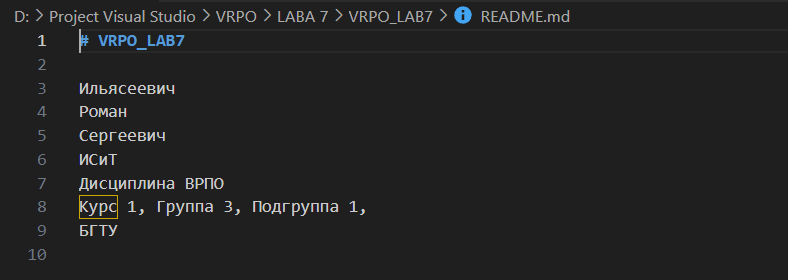 D: > Project Visual Studio > VRPO > LABA 7 > VRPO_LAB7 > README.md
1 # VRPO_LAB7
2
3 Ильясеевич
4 Роман
5 Сергеевич
6 ИСиТ
7 Дисциплина ВРПО
8 Курс 1, Группа 3, Подгруппа 1,
9 БГТУ
10